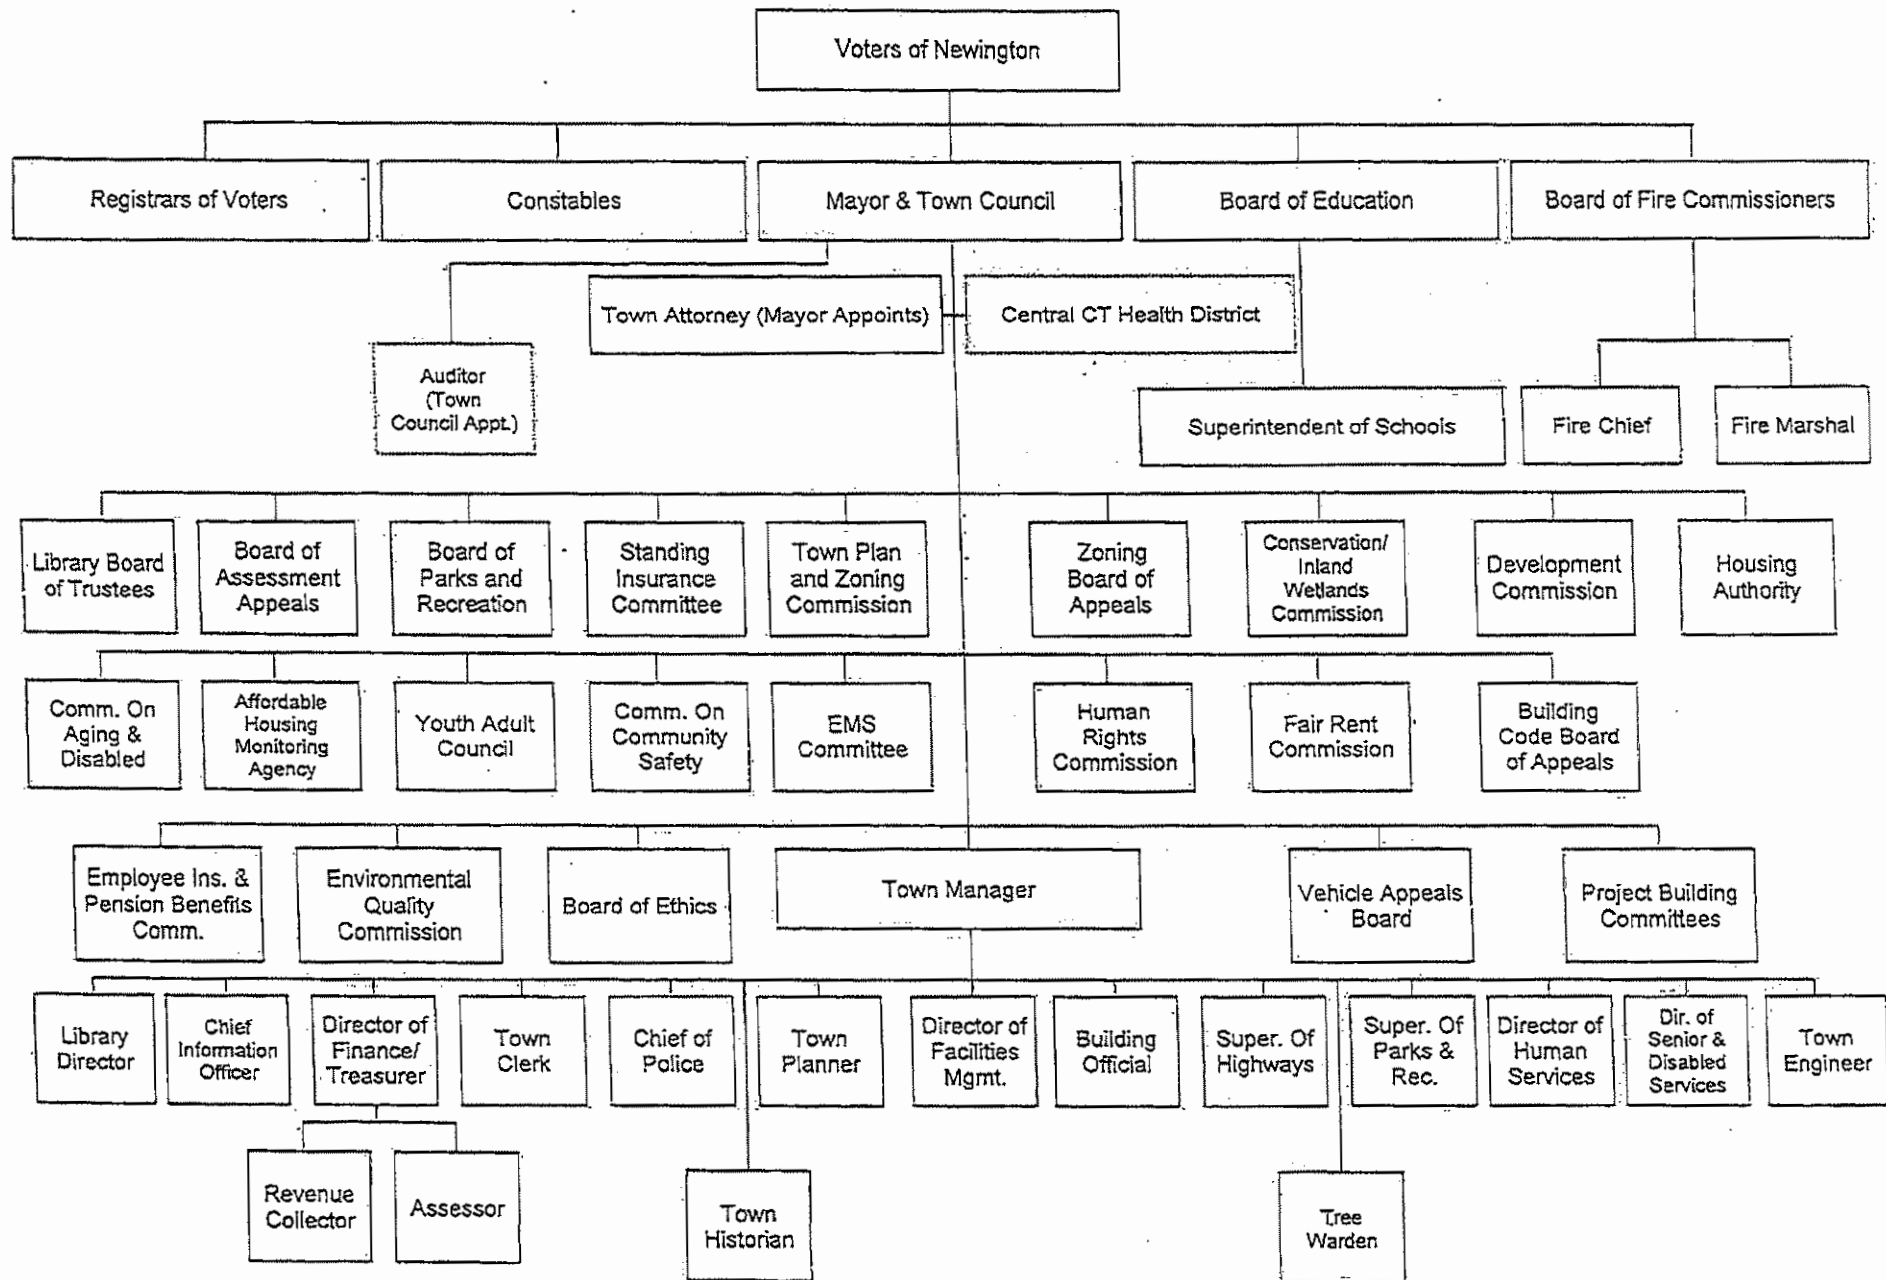 Voters of Newington
Registrars of Voters
Constables
Mayor & Town Council
Board of Education
Board of Fire Commissioners
Town Attorney (Mayor Appoints)
Central CT Health District
Auditor
(Town
Council Appt.)
Superintendent of Schools
Fire Chief
Fire Marshal
Library Board
of Trustees
Board of
Assessment
Appeals
Board of
Parks and
Recreation
Standing
Insurance
Committee
Town Plan
and Zoning
Commission
Zoning
Board of
Appeals
Conservation/
Inland
Wetlands
Commission
Development
Commission
Housing
Authority
Comm. On
Aging &
Disabled
Affordable
Housing
Monitoring
Agency
Youth Adult
Council
Comm. On
Community
Safety
EMS
Committee
Human
Rights
Commission
Fair Rent
Commission
Building
Code Board
of Appeals
Employee Ins. &
Pension Benefits
Comm.
Environmental
Quality
Commission
Board of Ethics
Town Manager
Vehicle Appeals
Board
Project Building
Committees
Library
Director
Chief
Information
Officer
Director of
Finance/
Treasurer
Town
Clerk
Chief of
Police
Town
Planner
Director of
Facilities
Mgmt.
Building
Official
Super. Of
Highways
Super. Of
Parks &
Rec.
Director of
Human
Services
Dir. of
Senior &
Disabled
Services
Town
Engineer
Revenue
Collector
Assessor
Town
Historian
Tree
Warden